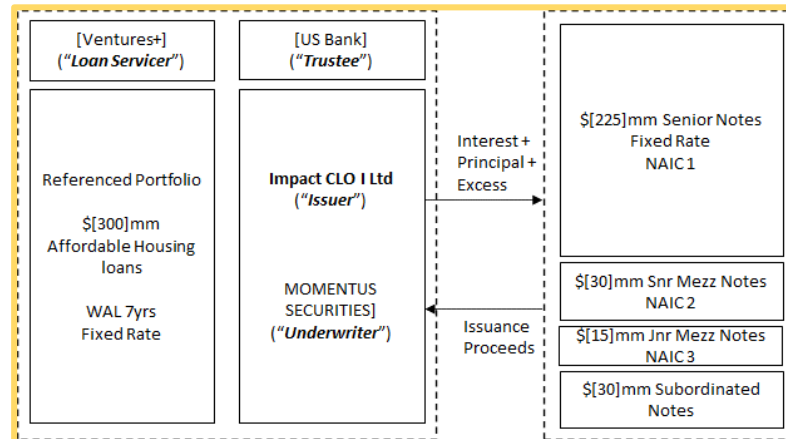 [Ventures+]
("Loan Servicer")
[US Bank]
("Trustee")
Referenced Portfolio
$[300]mm
Affordable Housing
loans
WAL 7yrs
Fixed Rate
Impact CLO I Ltd
("Issuer")
MOMENTUS
SECURITIES]
("Underwriter")
Interest +
Principal +
Excess
Issuance
Proceeds
$[225]mm Senior Notes
Fixed Rate
NAIC 1
$[30]mm Snr Mezz Notes
NAIC 2
$[15]mm Jnr Mezz Notes
NAIC 3
$[30]mm Subordinated
Notes